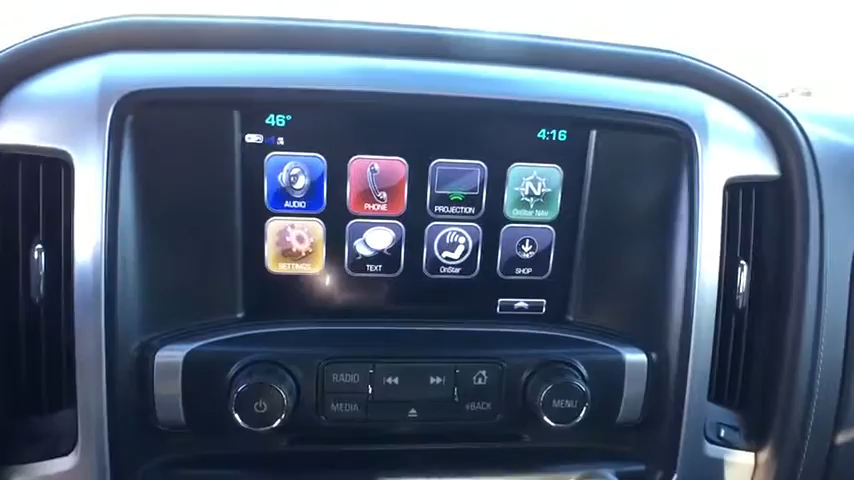 46°
4:16
AUDIO
PHONE
PROJECTION
N
OnStar NAV
SETTINGS
TEXT
OnStar
SHOP
RADIO
MEDIA
BACK
MENU